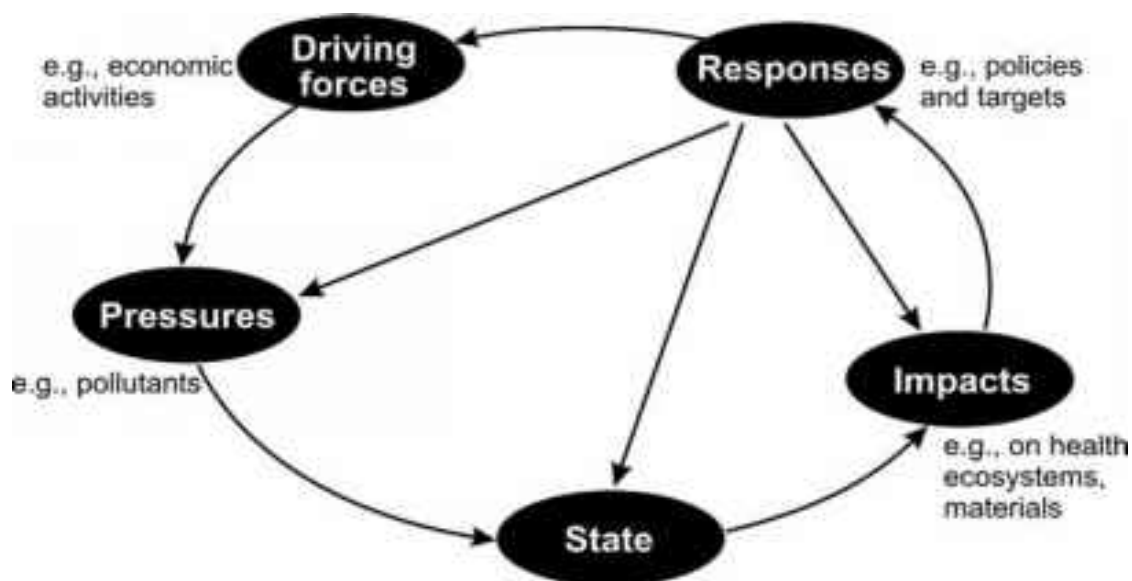 Driving
forces
e.g., economic
activities
Responses
e.g., policies
and targets
Pressures
e.g., pollutants
Impacts
e.g., on health
ecosystems,
materials
State